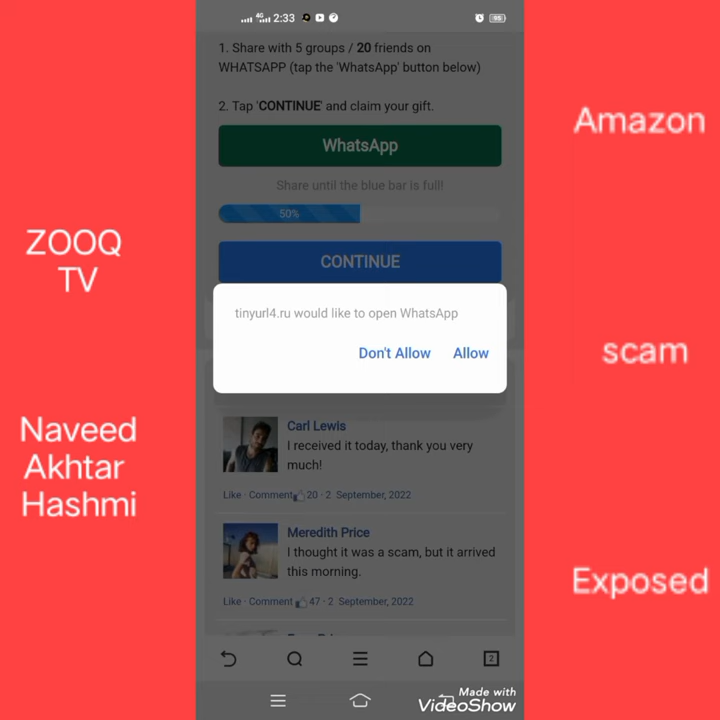 2:33
1. Share with 5 groups / 20 friends on
WHATSAPP (tap the 'WhatsApp' button below)
2. Tap 'CONTINUE' and claim your gift.
WhatsApp
Share until the blue bar is full!
50%
CONTINUE
tinyurl4.ru would like to open WhatsApp
Don't Allow Allow
Carl Lewis
I received it today, thank you very
much!
Like · Comment 20 · 2 September, 2022
Meredith Price
I thought it was a scam, but it arrived
this morning.
Like · Comment 47 · 2 September, 2022
2
Made with
VideoShow
ZOOQ
TV
Naveed
Akhtar
Hashmi
Amazon
scam
Exposed